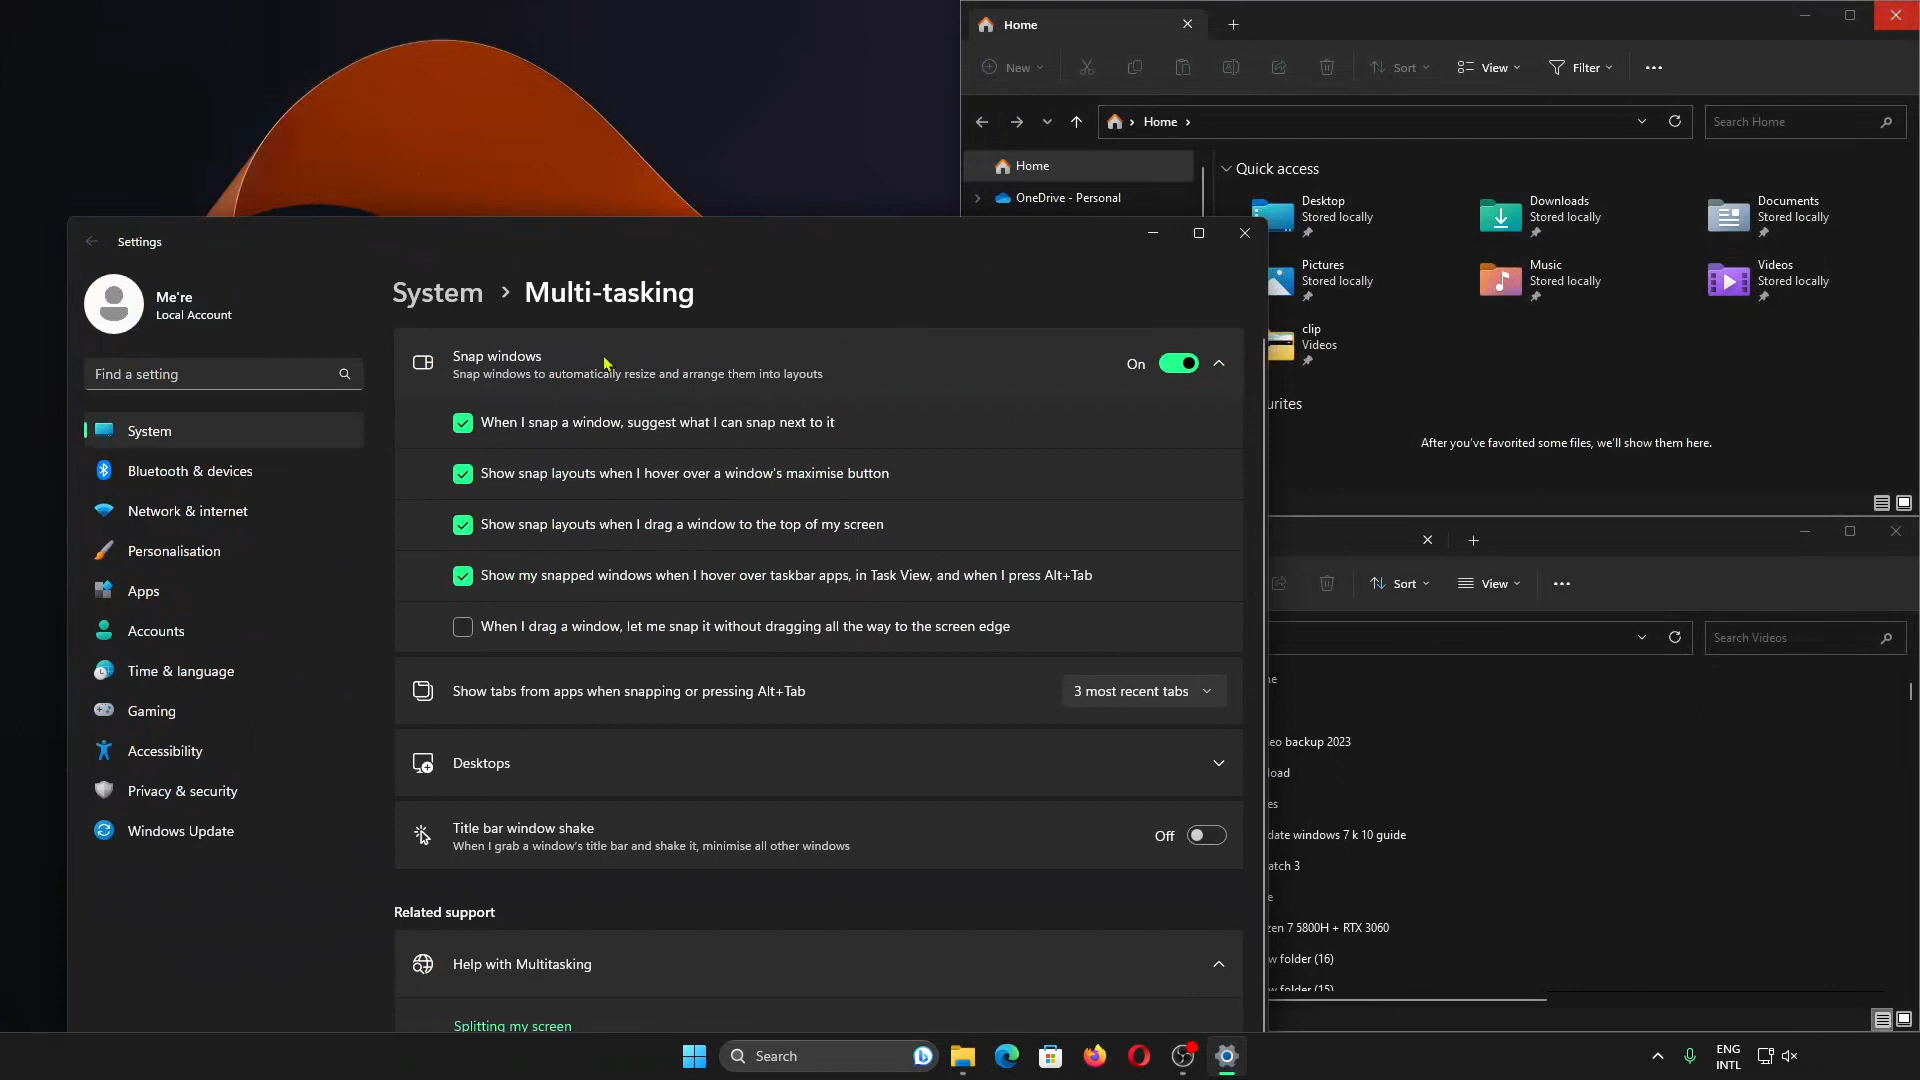 Home
New
Sort
View
Filter
Home
Search Home
Home
OneDrive - Personal
Quick access
Desktop
Stored locally
Downloads
Stored locally
Documents
Stored locally
Pictures
Stored locally
Music
Stored locally
Videos
Stored locally
clip
Videos
urites
After you've favorited some files, we'll show them here.
Settings
Me're
Local Account
Find a setting
System
Bluetooth & devices
Network & internet
Personalisation
Apps
Accounts
Time & language
Gaming
Accessibility
Privacy & security
Windows Update
System > Multi-tasking
Snap windows
Snap windows to automatically resize and arrange them into layouts
On
When I snap a window, suggest what I can snap next to it
Show snap layouts when I hover over a window's maximise button
Show snap layouts when I drag a window to the top of my screen
Show my snapped windows when I hover over taskbar apps, in Task View, and when I press Alt+Tab
When I drag a window, let me snap it without dragging all the way to the screen edge
Show tabs from apps when snapping or pressing Alt+Tab
3 most recent tabs
Desktops
Title bar window shake
When I grab a window's title bar and shake it, minimise all other windows
Off
Related support
Help with Multitasking
Splitting my screen
Sort
View
Search Videos
ne
eo backup 2023
load
es
date windows 7 k 10 guide
atch 3
e
zen 7 5800H + RTX 3060
w folder (16)
w folder (15)
Search
ENG
INTL